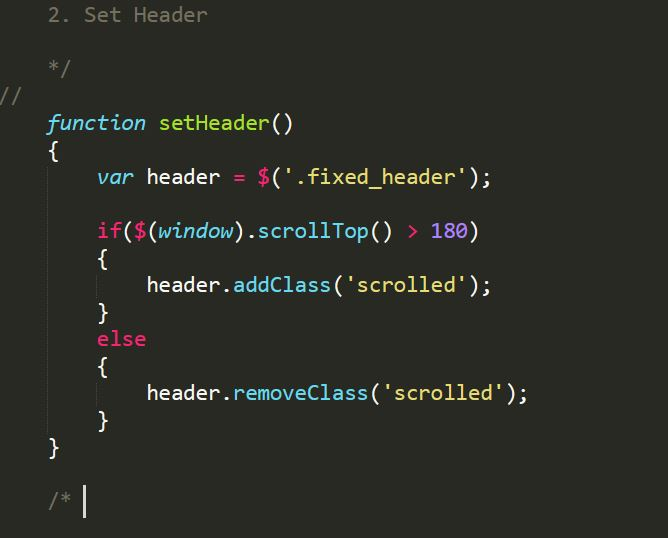 2. Set Header
*/
//
function setHeader()
{
var header = $('.fixed_header');
if($(window).scrollTop() > 180)
{
header.addClass('scrolled');
}
else
{
header.removeClass('scrolled');
}
}
/*